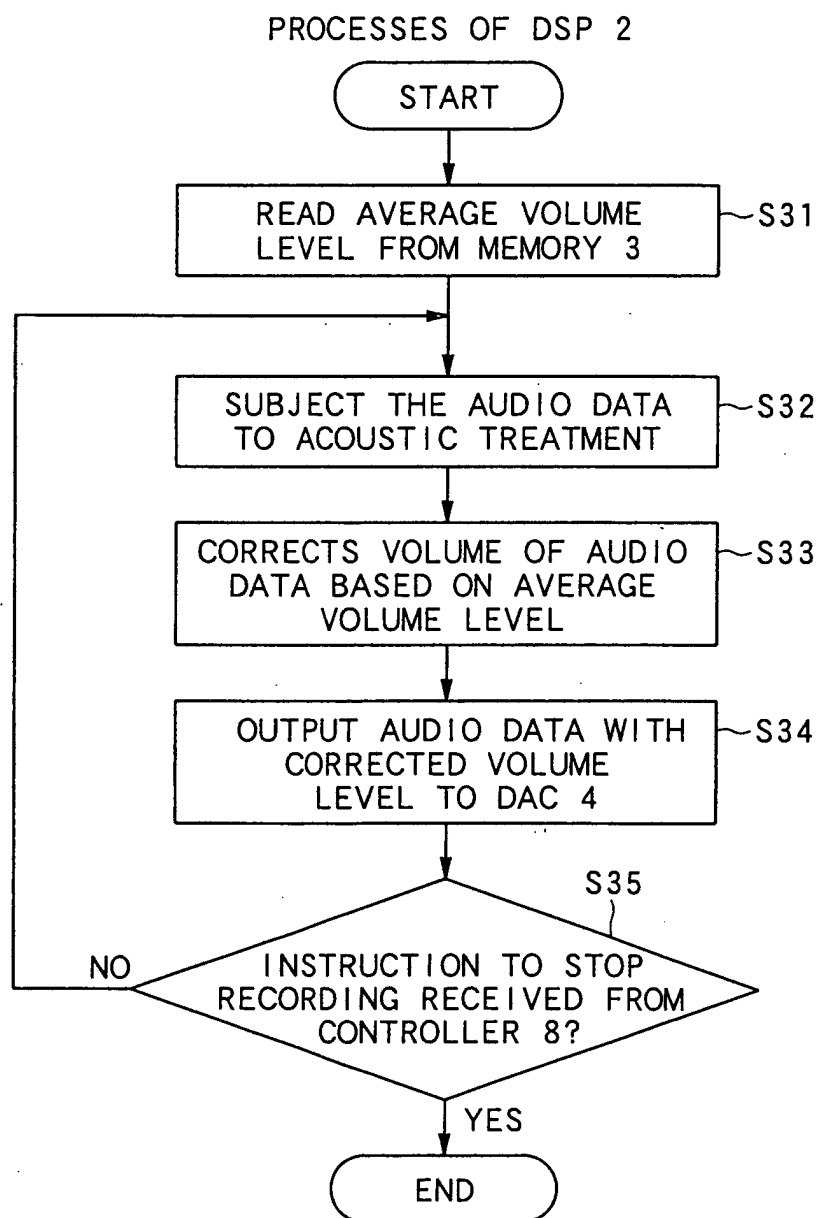 PROCESSES OF DSP 2
START
READ AVERAGE VOLUME
LEVEL FROM MEMORY 3
S31
SUBJECT THE AUDIO DATA
TO ACOUSTIC TREATMENT
S32
CORRECTS VOLUME OF AUDIO
DATA BASED ON AVERAGE
VOLUME LEVEL
S33
OUTPUT AUDIO DATA WITH
CORRECTED VOLUME
LEVEL TO DAC 4
S34
S35
NO
INSTRUCTION TO STOP
RECORDING RECEIVED FROM
CONTROLLER 8?
YES
END